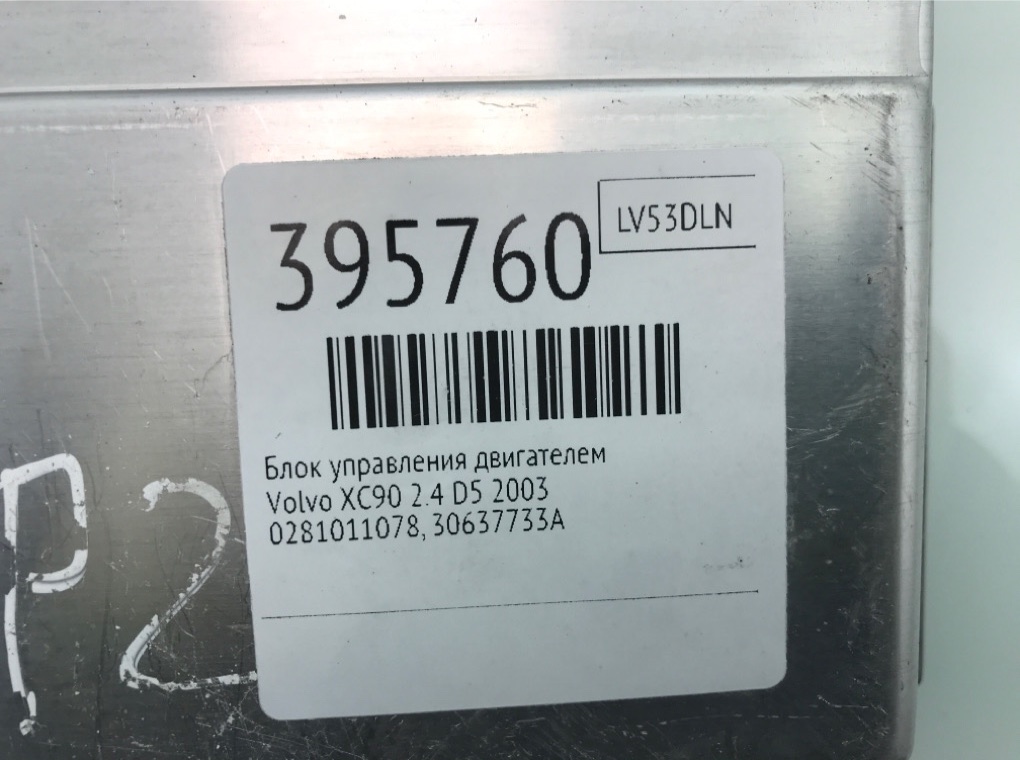 395760
LV53DLN
Блок управления двигателем
Volvo XC90 2.4 D5 2003
0281011078, 30637733A
P2